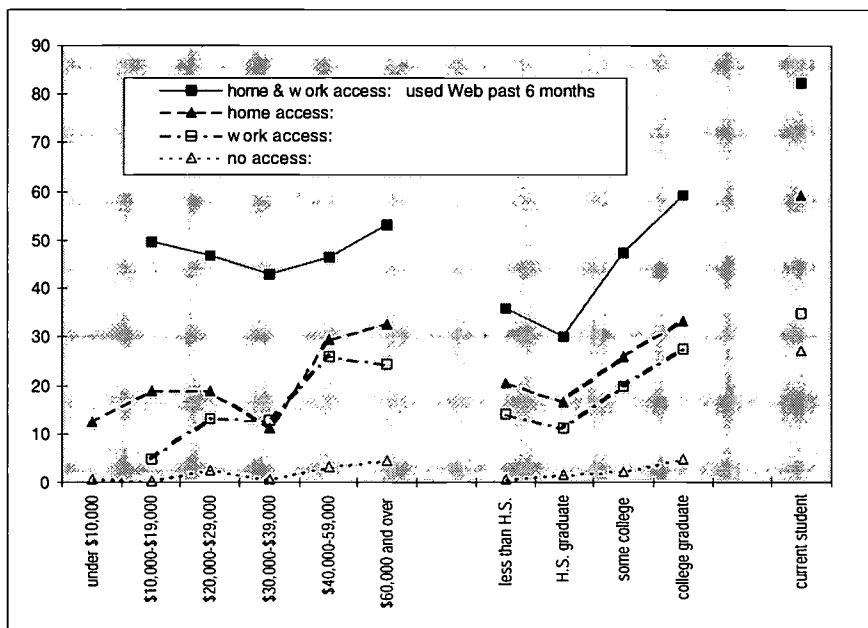 90
80
70
60
50
40
30
20
10
0
home & work access: used Web past 6 months
home access:
work access:
no access:
under $10,000
$10,000-$19,000
$20,000-$29,000
$30,000-$39,000
$40,000-59,000
$60,000 and over
less than H.S.
H.S. graduate
some college
college graduate
current student